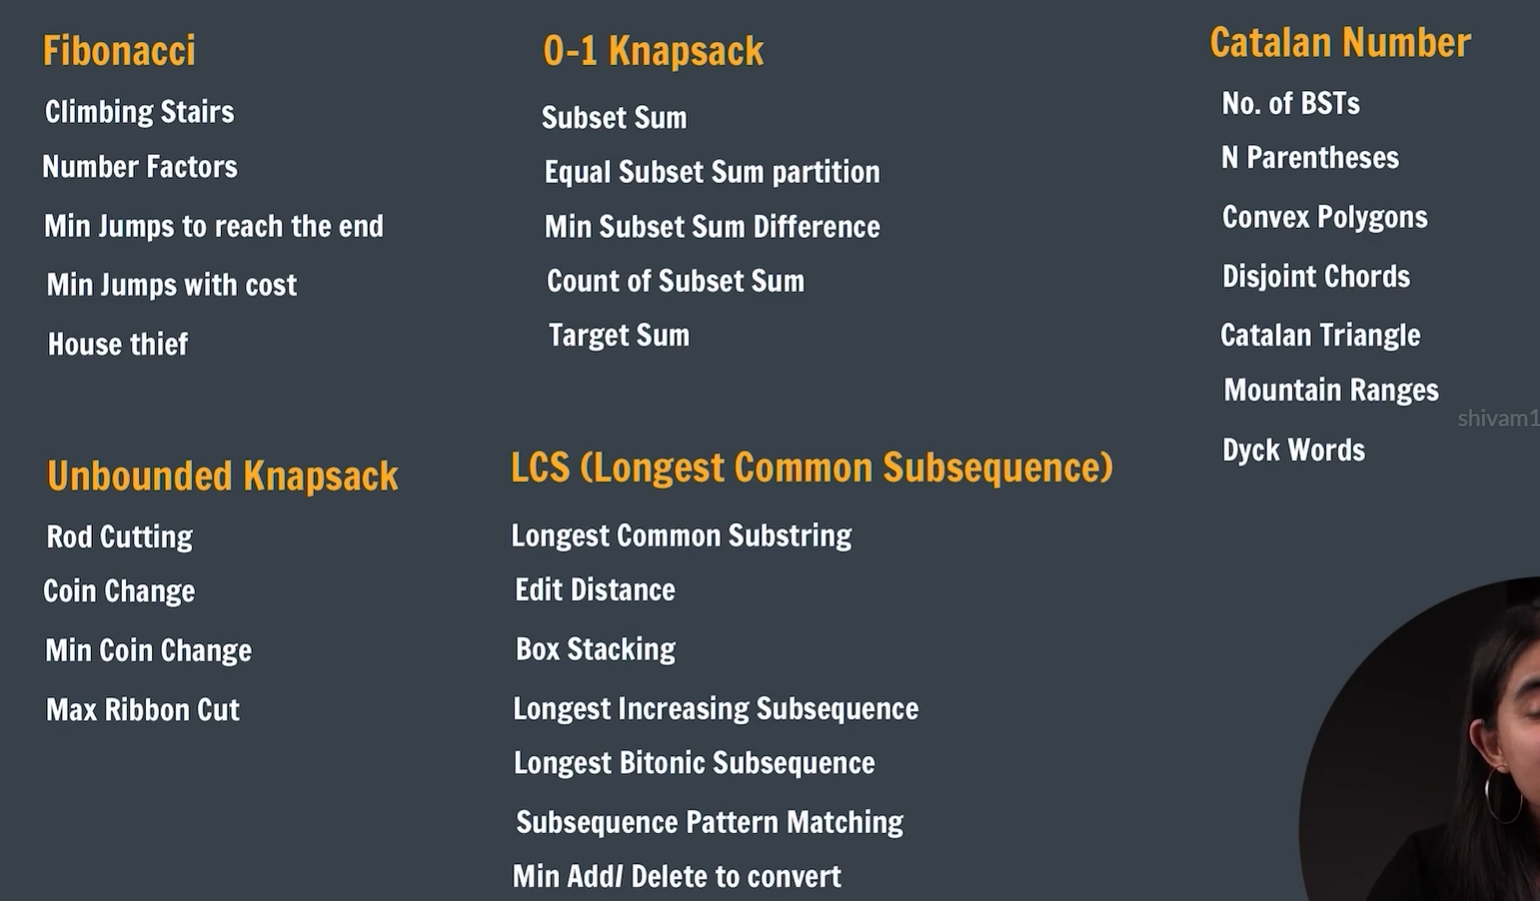 Fibonacci
Climbing Stairs
Number Factors
Min Jumps to reach the end
Min Jumps with cost
House thief
0-1 Knapsack
Subset Sum
Equal Subset Sum partition
Min Subset Sum Difference
Count of Subset Sum
Target Sum
Catalan Number
No. of BSTs
N Parentheses
Convex Polygons
Disjoint Chords
Catalan Triangle
Mountain Ranges
Dyck Words
shivam1
Unbounded Knapsack
Rod Cutting
Coin Change
Min Coin Change
Max Ribbon Cut
LCS (Longest Common Subsequence)
Longest Common Substring
Edit Distance
Box Stacking
Longest Increasing Subsequence
Longest Bitonic Subsequence
Subsequence Pattern Matching
Min Add/ Delete to convert